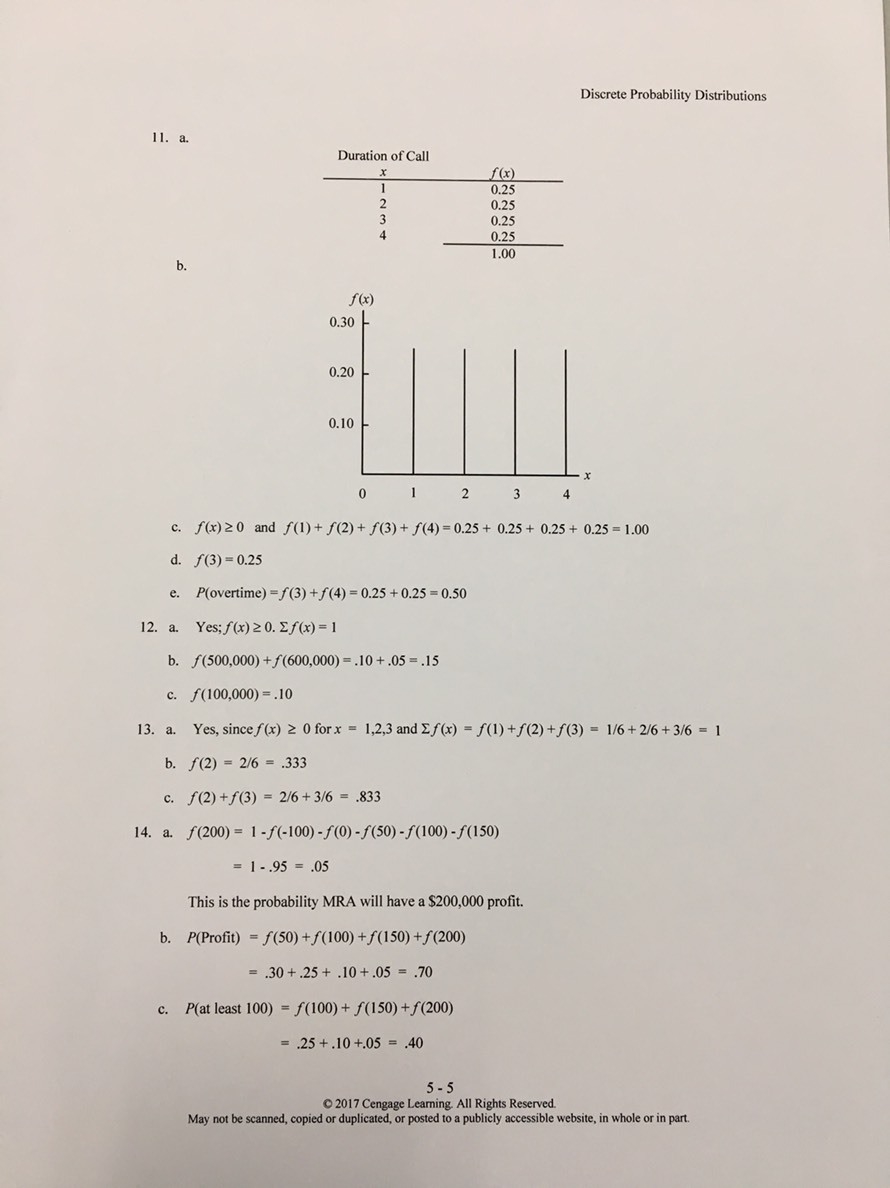 Discrete Probability Distributions
11. a.
Duration of Call
x f(x)
1 0.25
2 0.25
3 0.25
4 0.25
1.00
b.
f(x)
0.30
0.20
0.10
x
0 1 2 3 4
c. f(x) ≥ 0 and f(1) + f(2) + f(3) + f(4) = 0.25 + 0.25 + 0.25 + 0.25 = 1.00
d. f(3) = 0.25
e. P(overtime) = f(3) + f(4) = 0.25 + 0.25 = 0.50
12. a. Yes; f(x) ≥ 0. Σ f(x) = 1
b. f(500,000) + f(600,000) = .10 + .05 = .15
c. f(100,000) = .10
13. a. Yes, since f(x) ≥ 0 for x = 1,2,3 and Σ f(x) = f(1) + f(2) + f(3) = 1/6 + 2/6 + 3/6 = 1
b. f(2) = 2/6 = .333
c. f(2) + f(3) = 2/6 + 3/6 = .833
14. a. f(200) = 1 - f(-100) - f(0) - f(50) - f(100) - f(150)
= 1 - .95 = .05
This is the probability MRA will have a $200,000 profit.
b. P(Profit) = f(50) + f(100) + f(150) + f(200)
= .30 + .25 + .10 + .05 = .70
c. P(at least 100) = f(100) + f(150) + f(200)
= .25 + .10 +.05 = .40
5 - 5
© 2017 Cengage Learning. All Rights Reserved.
May not be scanned, copied or duplicated, or posted to a publicly accessible website, in whole or in part.